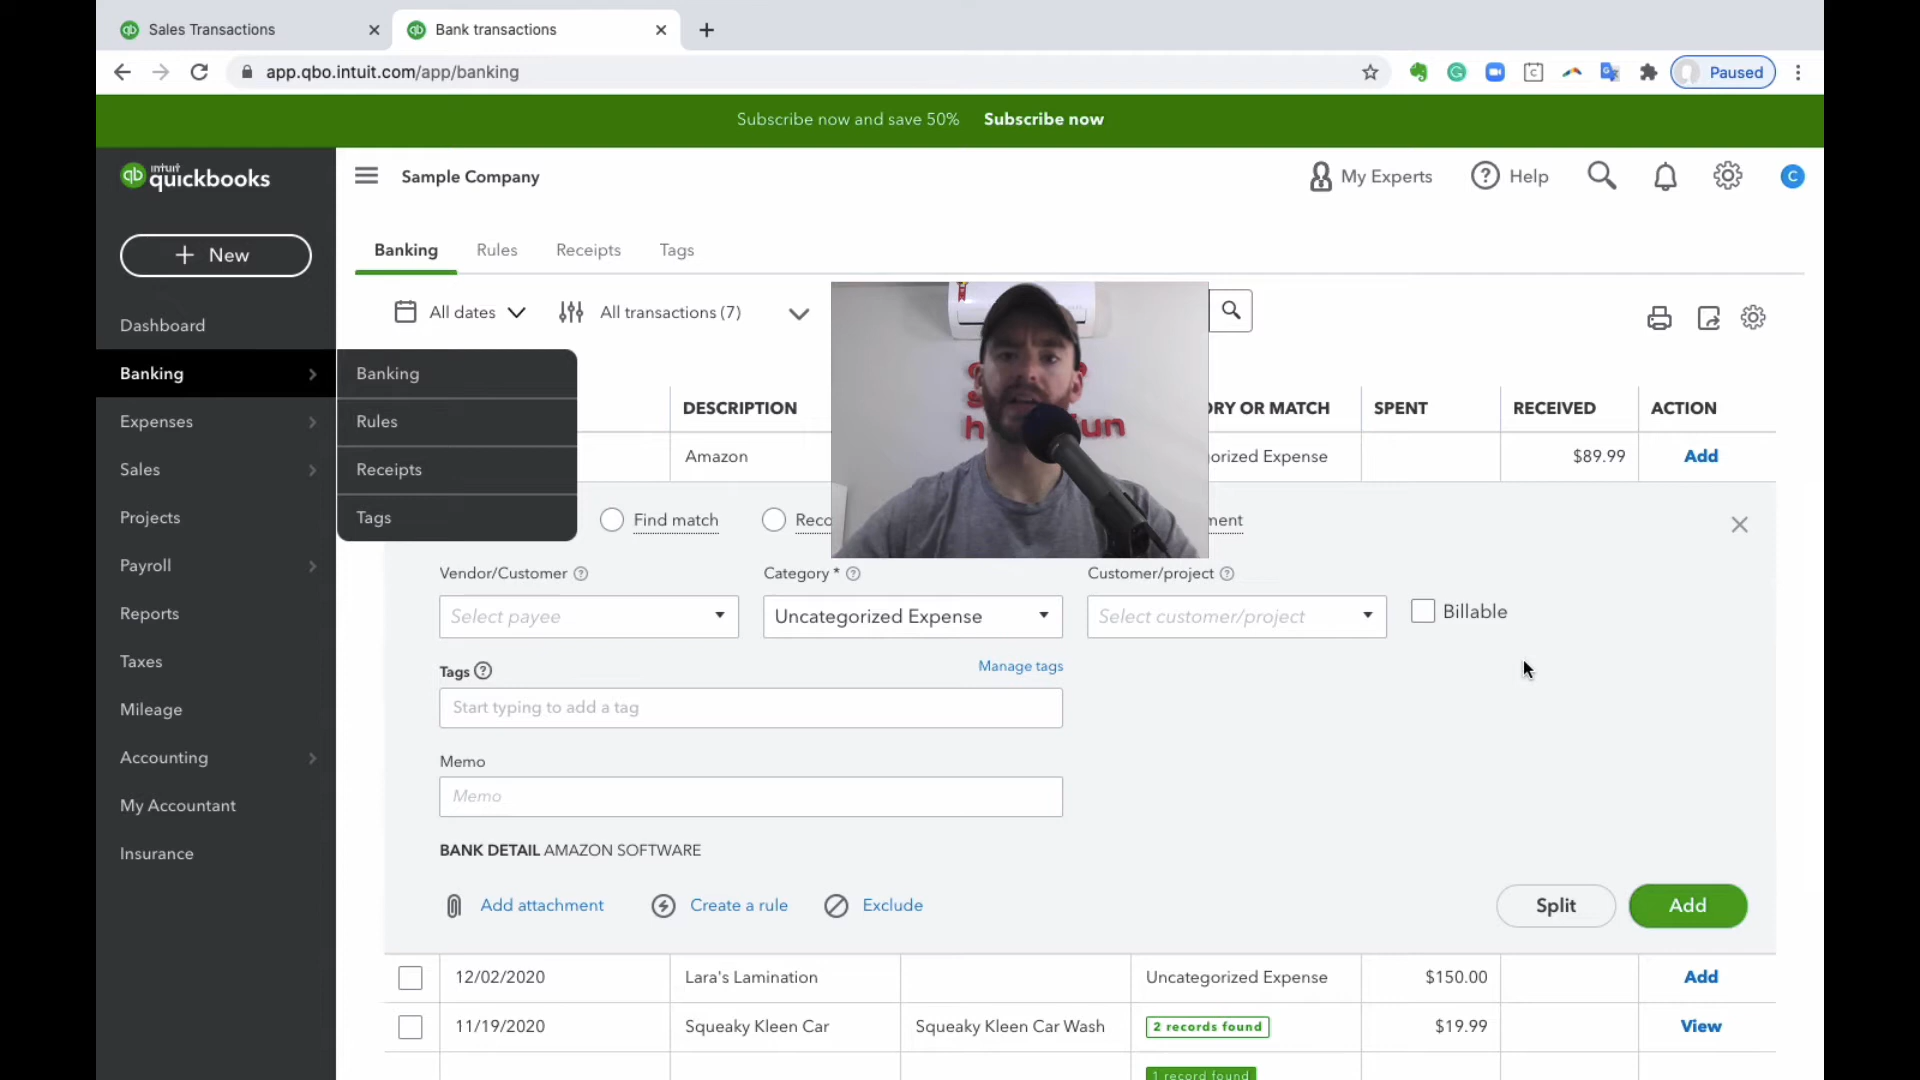 Sales Transactions
Bank transactions
app.qbo.intuit.com/app/banking
Paused
Subscribe now and save 50% Subscribe now
intuit
quickbooks
Sample Company
My Experts
Help
C
New
Banking Rules Receipts Tags
All dates
All transactions (7)
Dashboard
Banking
Expenses
Sales
Projects
Payroll
Reports
Taxes
Mileage
Accounting
My Accountant
Insurance
Banking
Rules
Receipts
Tags
DESCRIPTION
OR MATCH
SPENT
RECEIVED
ACTION
Amazon
Expense
$89.99
Add
Find match
Vendor/Customer
Category *
Customer/project
Select payee
Uncategorized Expense
Select customer/project
Billable
Tags
Manage tags
Start typing to add a tag
Memo
Memo
BANK DETAIL AMAZON SOFTWARE
Add attachment
Create a rule
Exclude
Split
Add
12/02/2020 Lara's Lamination Uncategorized Expense $150.00 Add
11/19/2020 Squeaky Kleen Car Squeaky Kleen Car Wash 2 records found $19.99 View
1 record found